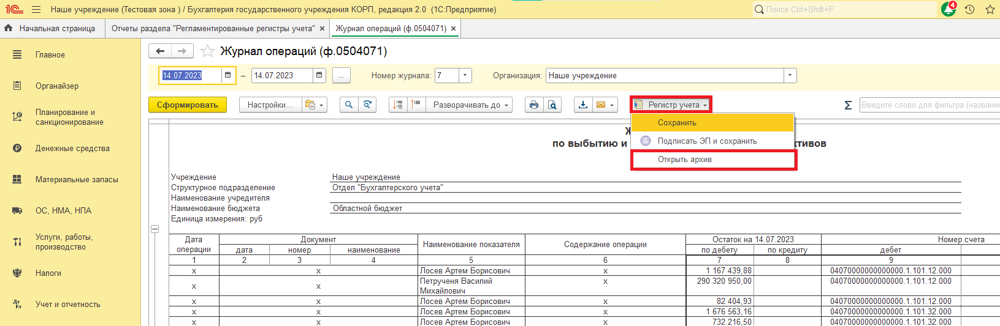 1С Наше учреждение (Тестовая зона ) / Бухгалтерия государственного учреждения КОРП, редакция 2.0 (1С:Предприятие) Поиск Ctrl+Shift+F 4
Начальная страница Отчеты раздела "Регламентированные регистры учета" × Журнал операций (ф.0504071) ×
Главное
Органайзер
Планирование и
санкционирование
Денежные средства
Материальные запасы
ОС, НМА, НПА
Услуги, работы,
производство
Налоги
Дт
Кт
Учет и отчетность
Журнал операций (ф.0504071)
14.07.2023 – 14.07.2023 ... Номер журнала: 7 Организация: Наше учреждение
Сформировать Настройки... Разворачивать до Регистр учета Σ Введите слово для фильтра (название
Сохранить
Подписать ЭП и сохранить
Открыть архив
по выбытию и
ктивов
Учреждение Наше учреждение
Структурное подразделение Отдел "Бухгалтерского учета"
Наименование учредителя
Наименование бюджета Областной бюджет
Единица измерения: руб
Дата операции Документ Наименование показателя Содержание операции Остаток на 14.07.2023 Номер счета
дата номер наименование по дебету по кредиту дебет
1 2 3 4 5 6 7 8 9
х х Лосев Артем Борисович х 1 167 439,88 04070000000000000.1.101.12.000
х х Петрученя Василий Михайлович х 290 320 950,00 04070000000000000.1.101.12.000
х х Лосев Артем Борисович х 82 404,93 04070000000000000.1.101.12.000
х х Лосев Артем Борисович х 1 676 563,16 04070000000000000.1.101.32.000
х х Лосев Артем Борисович х 732 216,50 04070000000000000.1.101.32.000